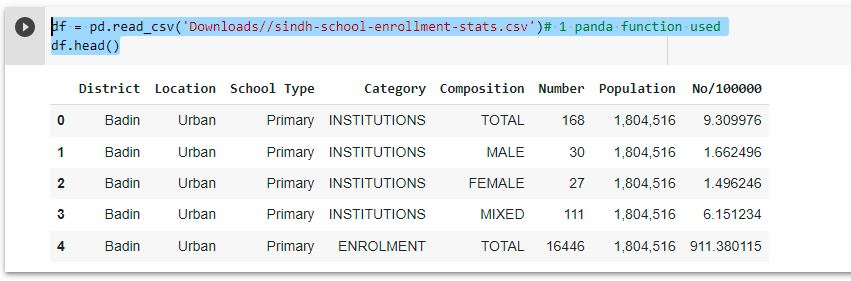 df = pd.read_csv('Downloads//sindh-school-enrollment-stats.csv')# 1 panda function used
df.head()
District Location School Type Category Composition Number Population No/100000
0 Badin Urban Primary INSTITUTIONS TOTAL 168 1,804,516 9.309976
1 Badin Urban Primary INSTITUTIONS MALE 30 1,804,516 1.662496
2 Badin Urban Primary INSTITUTIONS FEMALE 27 1,804,516 1.496246
3 Badin Urban Primary INSTITUTIONS MIXED 111 1,804,516 6.151234
4 Badin Urban Primary ENROLMENT TOTAL 16446 1,804,516 911.380115